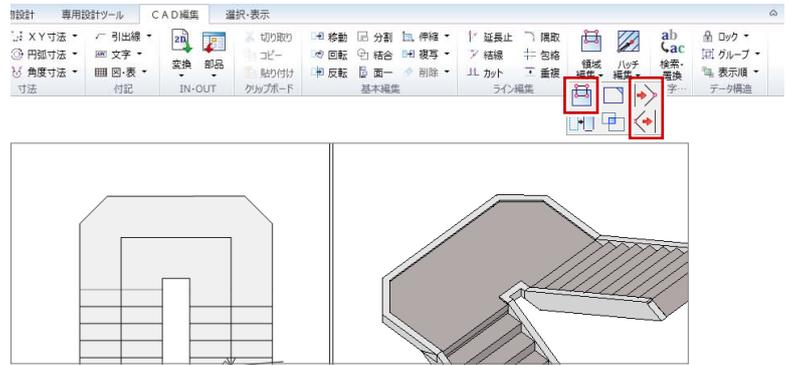 設計 専用設計ツール CAD編集 選択・表示
XY寸法 引出線 切り取り 移動 分割 伸縮 延長止 隅取 ab ロック
円弧寸法 文字 変換 部品 コピー 回転 結合 複写 結線 包絡 領域 ハッチ 検索・ グループ
角度寸法 図・表 貼り付け 反転 面一 削除 カット 重複 編集 編集 置換 表示順
寸法 付記 IN・OUT クリップボード 基本編集 ライン編集 字… データ構造